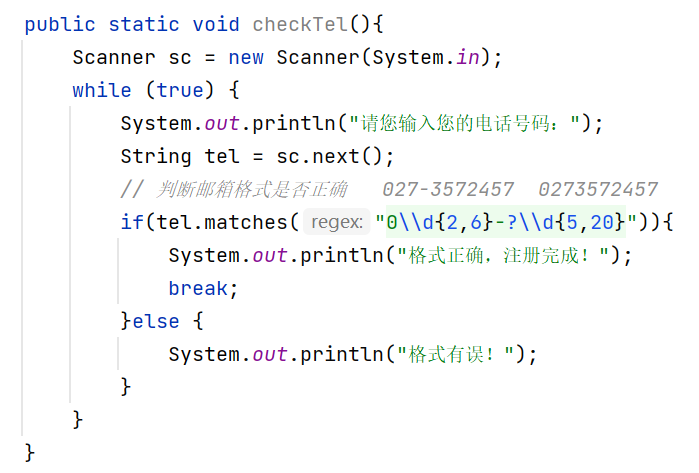 public static void checkTel(){
Scanner sc = new Scanner(System.in);
while (true) {
System.out.println("请您输入您的电话号码：");
String tel = sc.next();
// 判断邮箱格式是否正确   027-3572457  0273572457
if(tel.matches( regex: "0\\d{2,6}-?\\d{5,20}")){
System.out.println("格式正确，注册完成！");
break;
}else {
System.out.println("格式有误！");
}
}
}